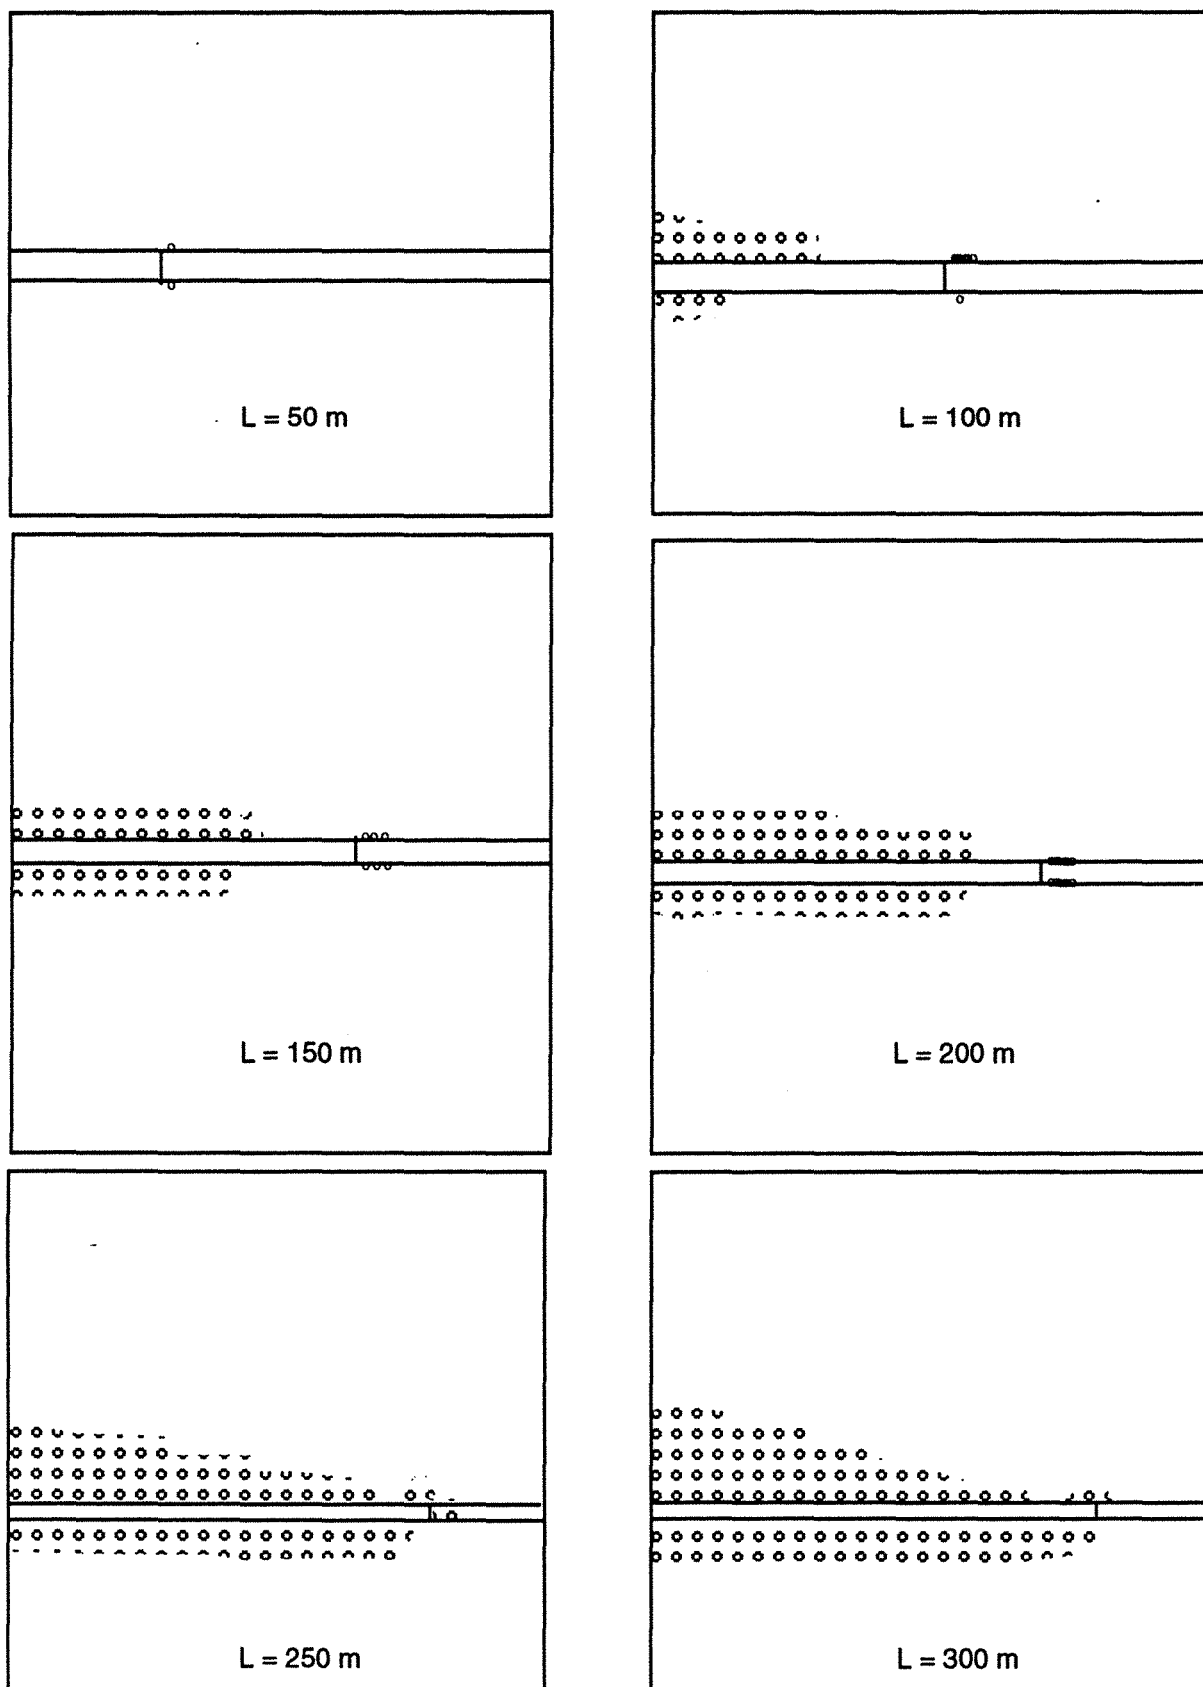 L = 50 m
L = 100 m
L = 150 m
L = 200 m
L = 250 m
L = 300 m